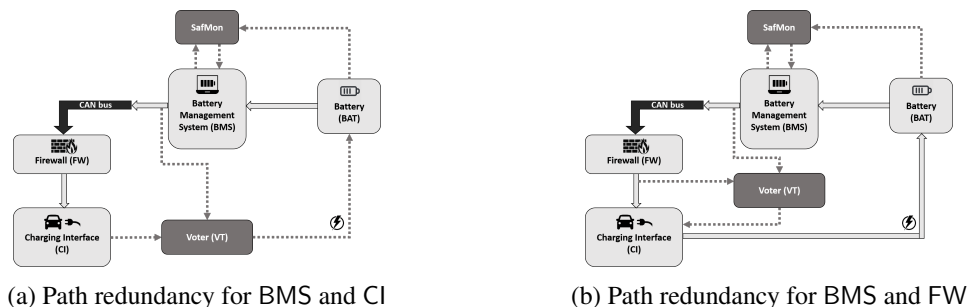 SafMon
Battery
Management
System (BMS)
Battery
(BAT)
CAN bus
Firewall (FW)
Charging Interface
(CI)
Voter (VT)
(a) Path redundancy for BMS and CI
SafMon
Battery
Management
System (BMS)
Battery
(BAT)
CAN bus
Firewall (FW)
Voter (VT)
Charging Interface
(CI)
(b) Path redundancy for BMS and FW